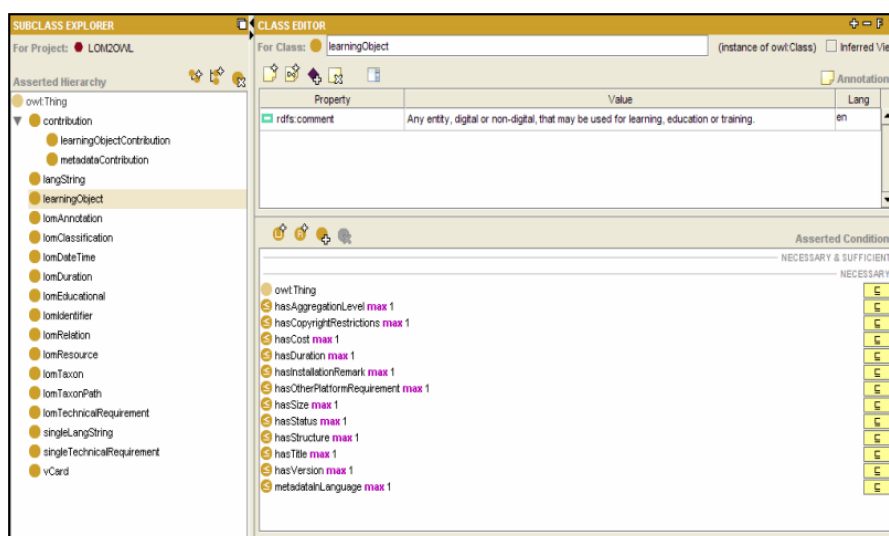 SUBCLASS EXPLORER
For Project: LOM2OWL
Asserted Hierarchy
owl:Thing
contribution
learningObjectContribution
metadataContribution
langString
learningObject
lomAnnotation
lomClassification
lomDateTime
lomDuration
lomEducational
lomIdentifier
lomRelation
lomResource
lomTaxon
lomTaxonPath
lomTechnicalRequirement
singleLangString
singleTechnicalRequirement
vCard
CLASS EDITOR
For Class: learningObject (instance of owl:Class) Inferred Vie
Annotation
Property Value Lang
rdfs:comment Any entity, digital or non-digital, that may be used for learning, education or training. en
Asserted Condition
NECESSARY & SUFFICIENT
NECESSARY
owl:Thing
hasAggregationLevel max 1
hasCopyrightRestrictions max 1
hasCost max 1
hasDuration max 1
hasInstallationRemark max 1
hasOtherPlatformRequirement max 1
hasSize max 1
hasStatus max 1
hasStructure max 1
hasTitle max 1
hasVersion max 1
metadataInLanguage max 1